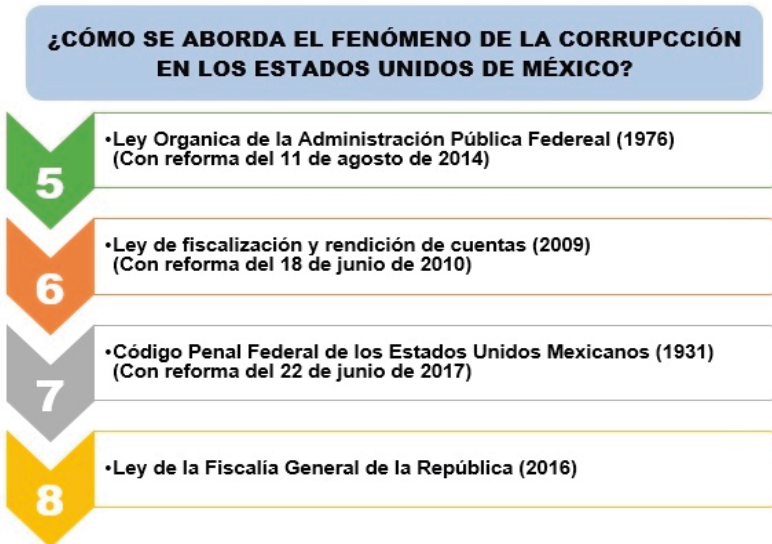 ¿CÓMO SE ABORDA EL FENÓMENO DE LA CORRUPCCIÓN
EN LOS ESTADOS UNIDOS DE MÉXICO?
5
•Ley Organica de la Administración Pública Federeal (1976)
(Con reforma del 11 de agosto de 2014)
6
•Ley de fiscalización y rendición de cuentas (2009)
(Con reforma del 18 de junio de 2010)
7
•Código Penal Federal de los Estados Unidos Mexicanos (1931)
(Con reforma del 22 de junio de 2017)
8
•Ley de la Fiscalía General de la República (2016)